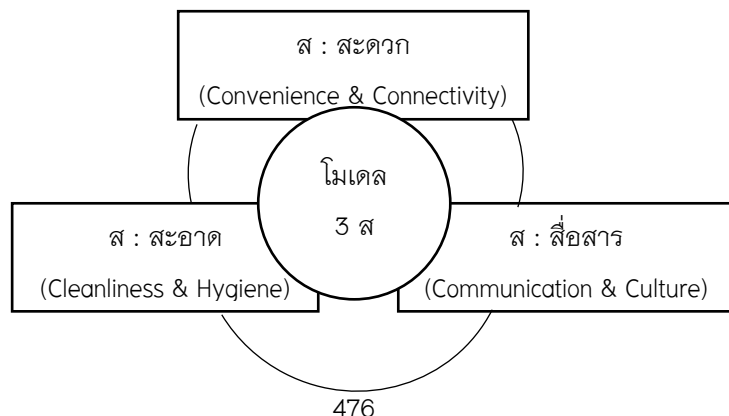 ส : สะดวก
(Convenience & Connectivity)
โมเดล
3 ส
ส : สะอาด
(Cleanliness & Hygiene)
ส : สื่อสาร
(Communication & Culture)
476